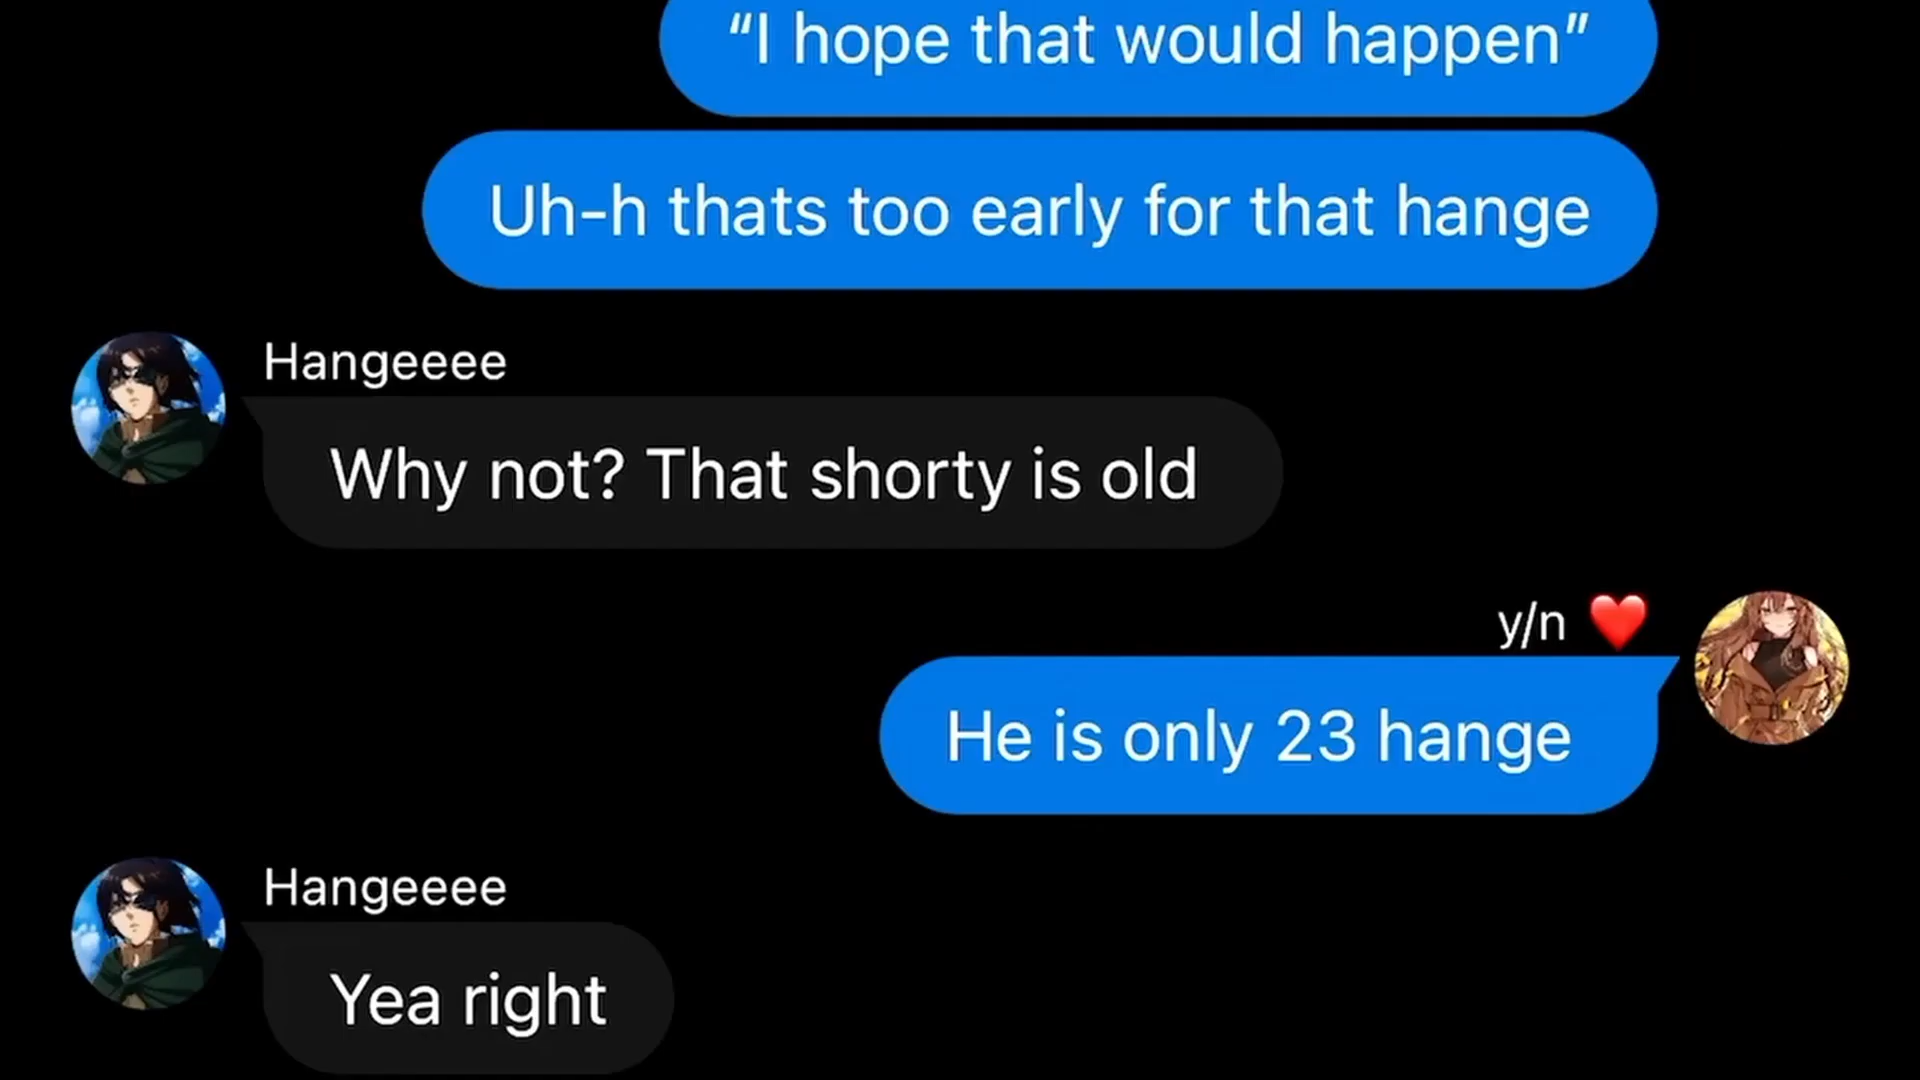 “I hope that would happen”
Uh-h thats too early for that hange
Hangeeee
Why not? That shorty is old
y/n ❤️
He is only 23 hange
Hangeeee
Yea right